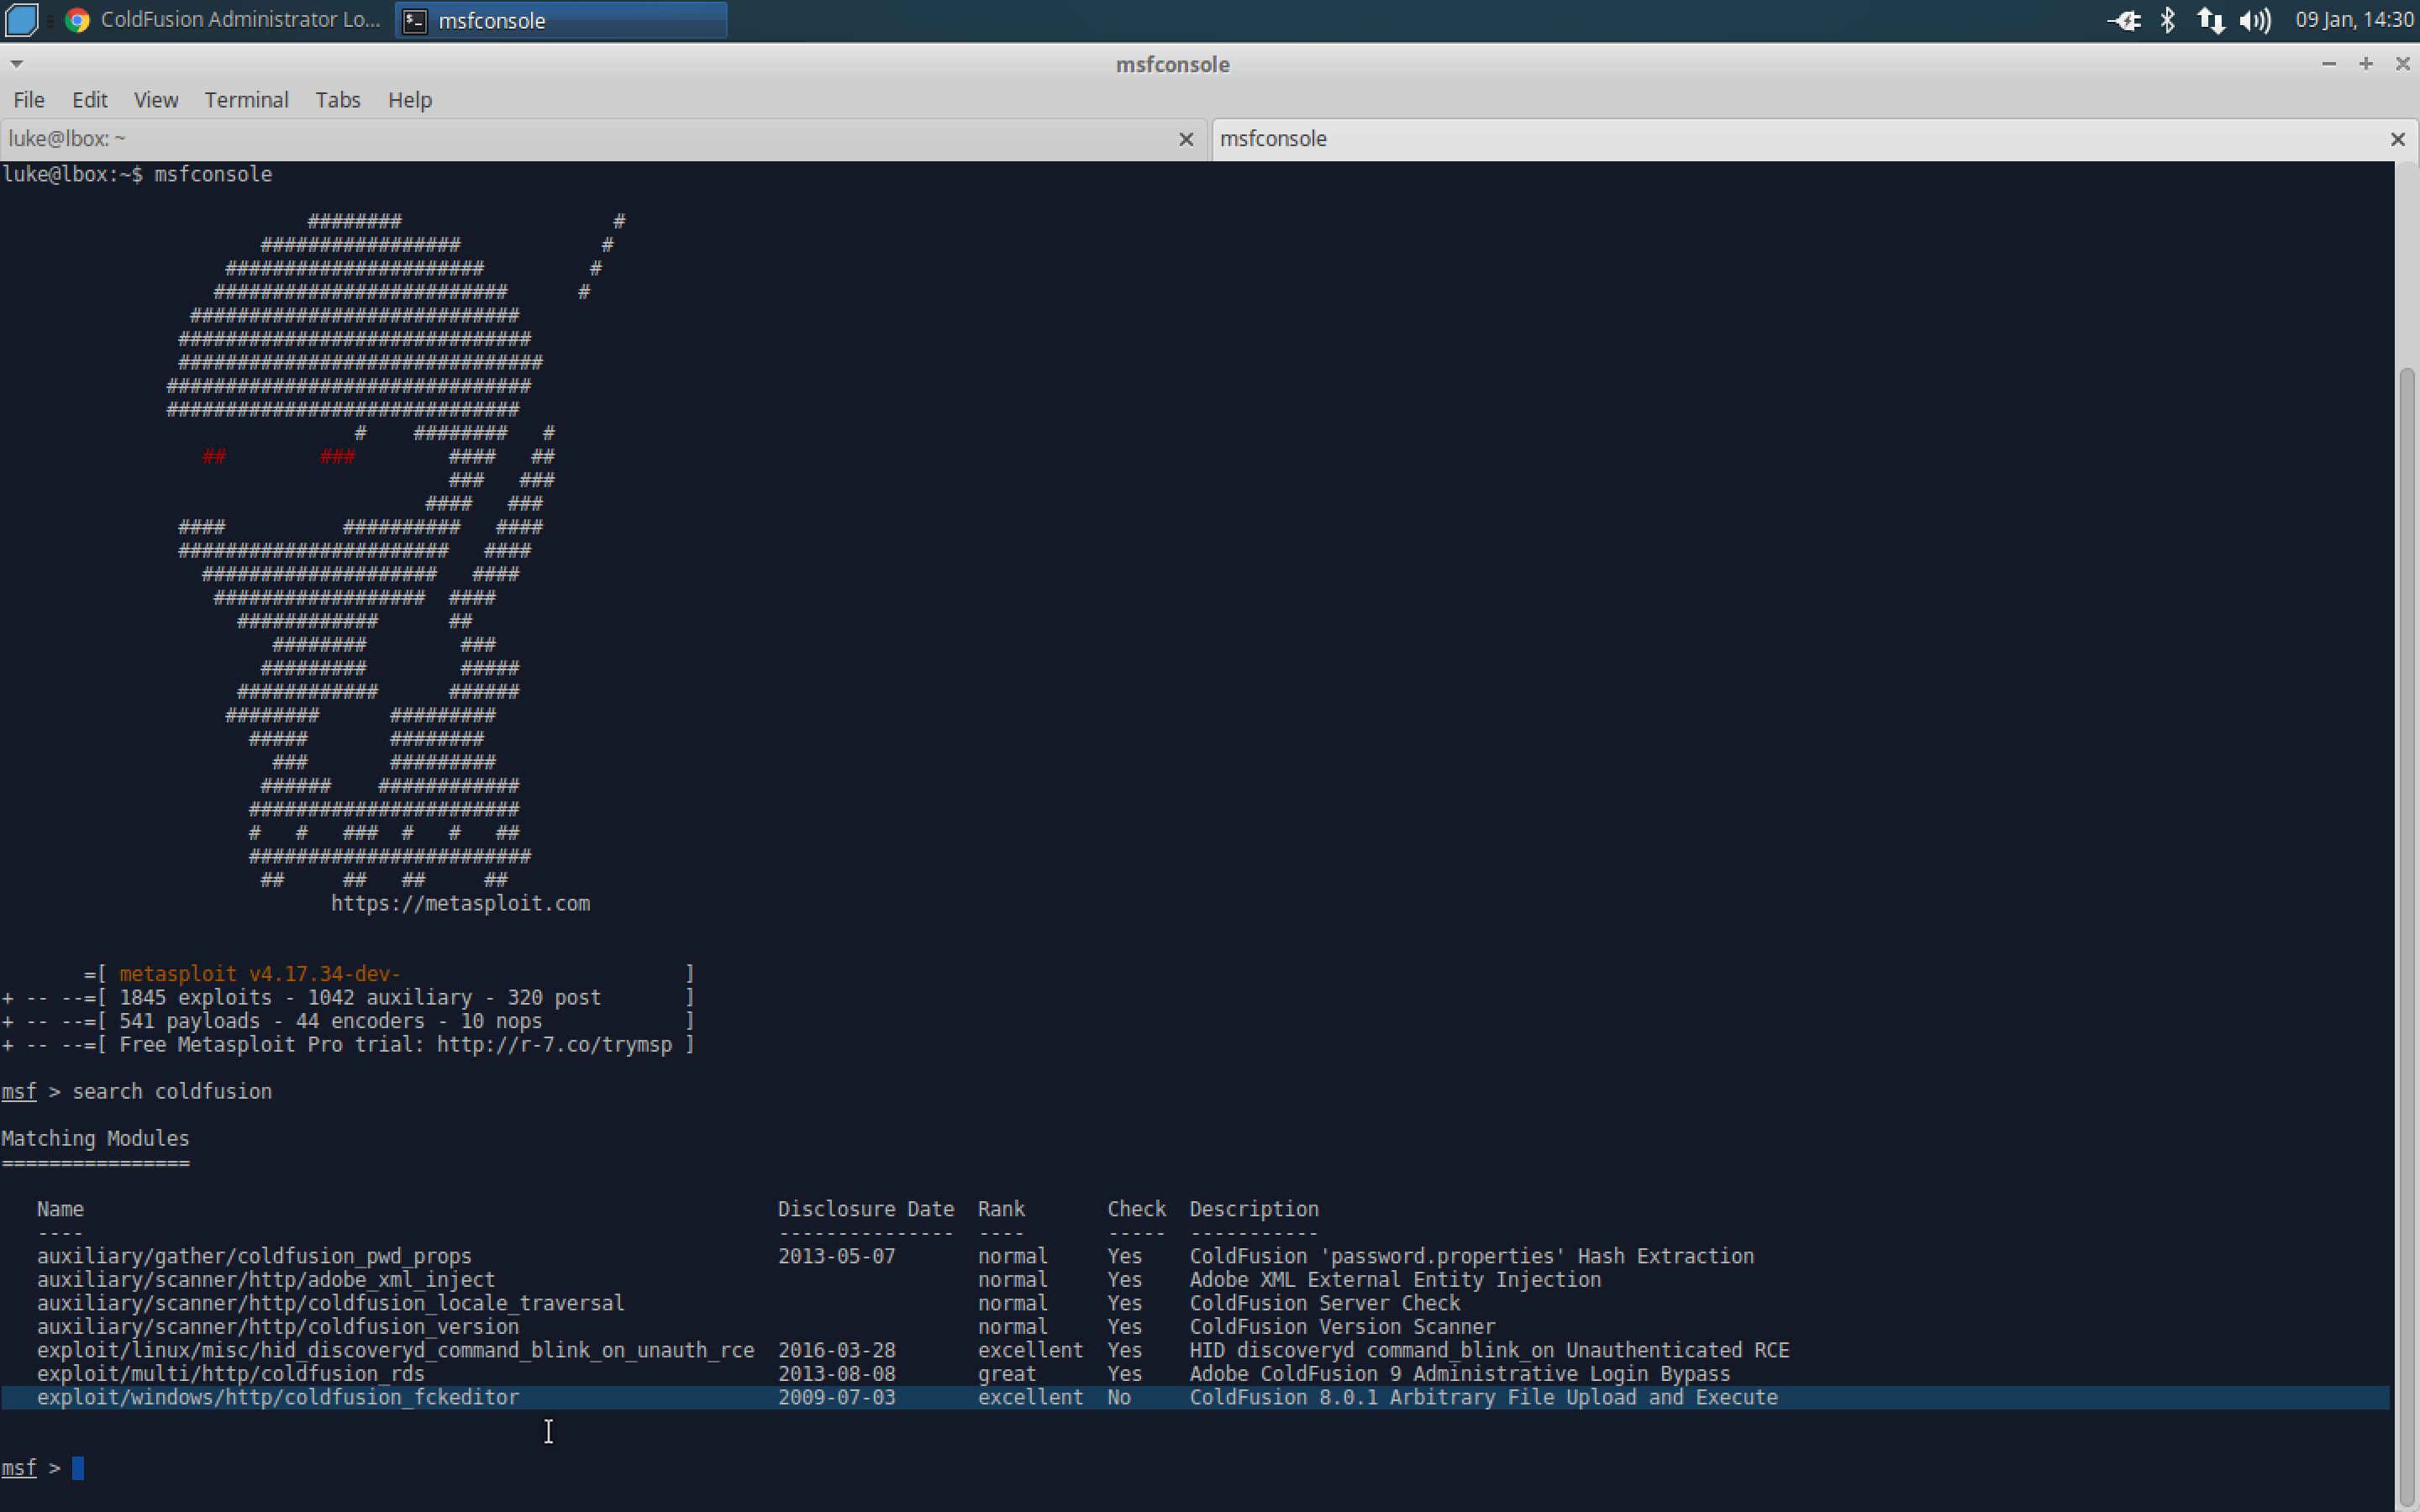 ColdFusion Administrator Lo... msfconsole 09 Jan, 14:30
msfconsole
File Edit View Terminal Tabs Help
luke@lbox: ~ msfconsole
luke@lbox:~$ msfconsole
######## #
################# #
###################### #
######################### #
############################
##############################
###############################
###############################
##############################
# ######## #
## ### #### ##
### ###
#### ###
#### ########## ####
####################### ####
#################### ####
################## ####
############ ##
######## ###
######### #####
############ ######
######## #########
##### ########
### #########
###### ############
#######################
# # ### # # ##
########################
## ## ## ##
https://metasploit.com
=[ metasploit v4.17.34-dev- ]
+ -- --=[ 1845 exploits - 1042 auxiliary - 320 post ]
+ -- --=[ 541 payloads - 44 encoders - 10 nops ]
+ -- --=[ Free Metasploit Pro trial: http://r-7.co/trymsp ]
msf > search coldfusion
Matching Modules
================
Name Disclosure Date Rank Check Description
---- --------------- ---- ----- -----------
auxiliary/gather/coldfusion_pwd_props 2013-05-07 normal Yes ColdFusion 'password.properties' Hash Extraction
auxiliary/scanner/http/adobe_xml_inject normal Yes Adobe XML External Entity Injection
auxiliary/scanner/http/coldfusion_locale_traversal normal Yes ColdFusion Server Check
auxiliary/scanner/http/coldfusion_version normal Yes ColdFusion Version Scanner
exploit/linux/misc/hid_discoveryd_command_blink_on_unauth_rce 2016-03-28 excellent Yes HID discoveryd command_blink_on Unauthenticated RCE
exploit/multi/http/coldfusion_rds 2013-08-08 great Yes Adobe ColdFusion 9 Administrative Login Bypass
exploit/windows/http/coldfusion_fckeditor 2009-07-03 excellent No ColdFusion 8.0.1 Arbitrary File Upload and Execute
msf >